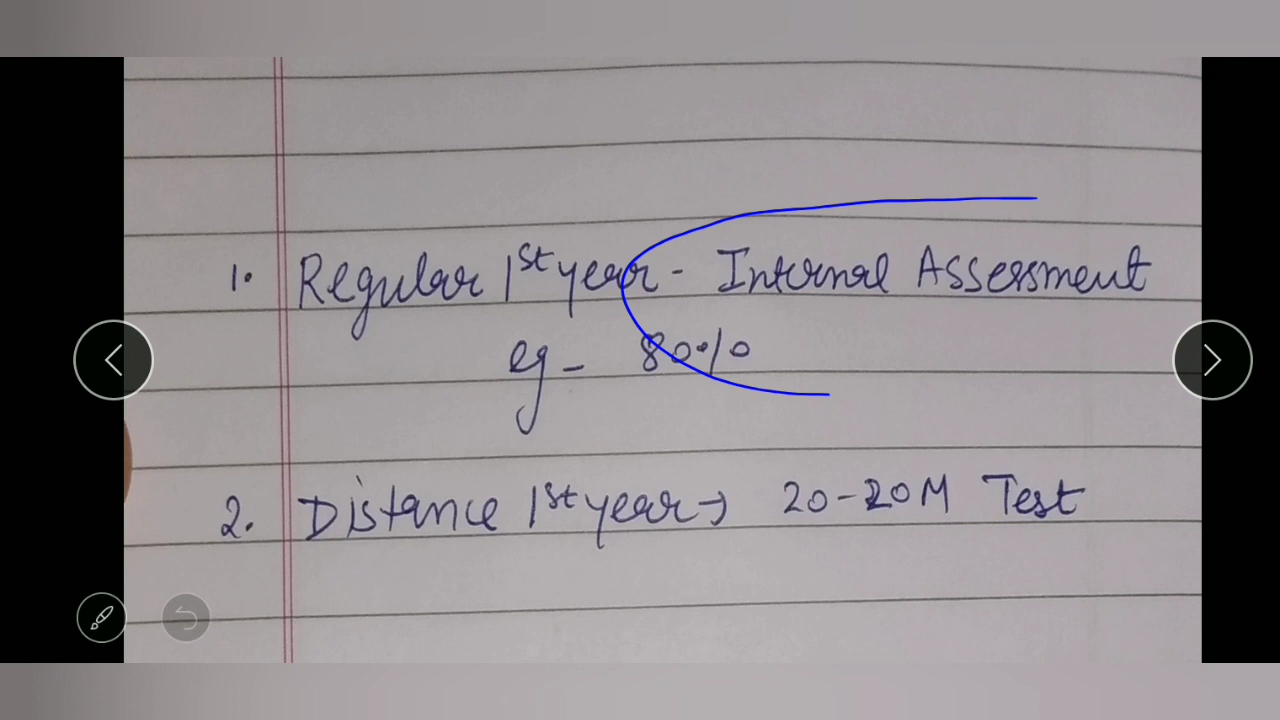 1. Regular 1st year - Internal Assessment
eg - 80%
2. Distance 1st year → 20-20M Test